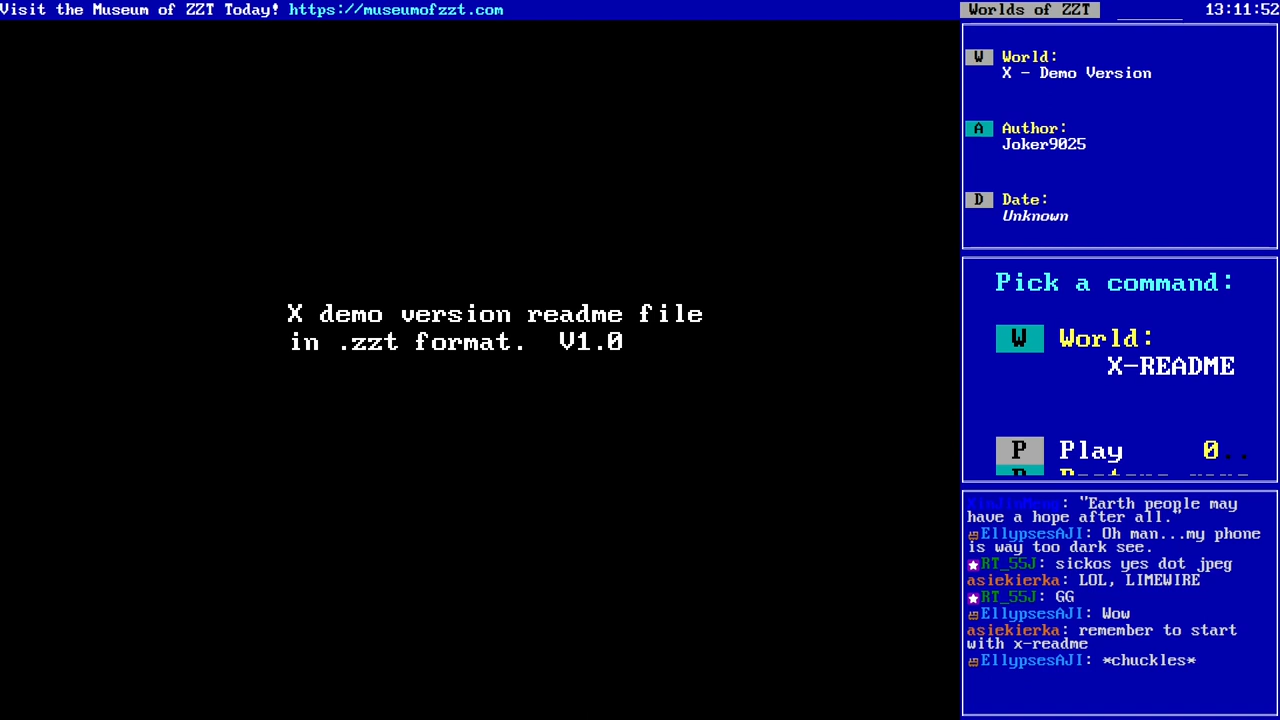 Visit the Museum of ZZT Today! https://museumofzzt.com
Worlds of ZZT
13:11:52
W World:
X - Demo Version
A Author:
Joker9025
D Date:
Unknown
X demo version readme file
in .zzt format.  V1.0
Pick a command:
W World:
X-README
P Play 0..
XinJinMeng: "Earth people may
have a hope after all."
EllypsesAJI: Oh man...my phone
is way too dark see.
RT_55J: sickos yes dot jpeg
asiekierka: LOL, LIMEWIRE
RT_55J: GG
EllypsesAJI: Wow
asiekierka: remember to start
with x-readme
EllypsesAJI: *chuckles*